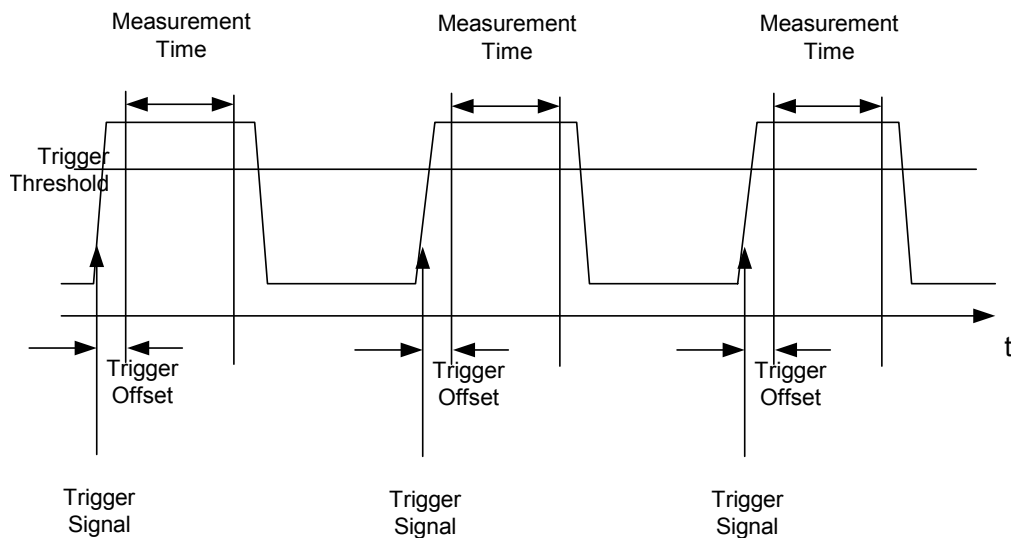 Measurement
Time
Measurement
Time
Measurement
Time
Trigger
Threshold
t
Trigger
Offset
Trigger
Offset
Trigger
Offset
Trigger
Signal
Trigger
Signal
Trigger
Signal